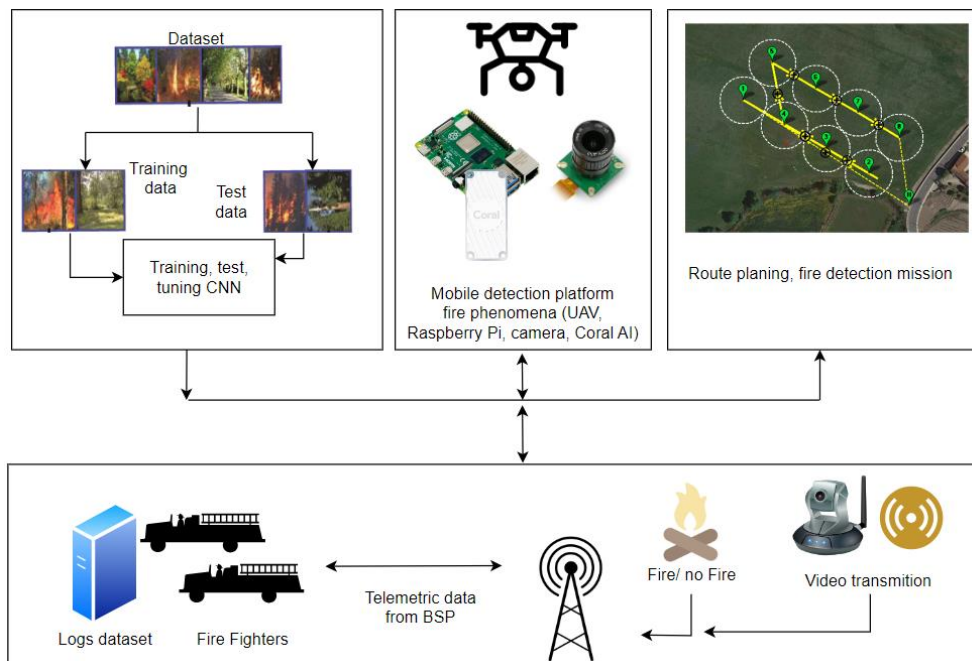 Dataset
Training
data
Test
data
Training, test,
tuning CNN
Coral
Mobile detection platform
fire phenomena (UAV,
Raspberry Pi, camera, Coral AI)
Route planing, fire detection mission
Logs dataset
Fire Fighters
Telemetric data
from BSP
Fire/ no Fire
Video transmition